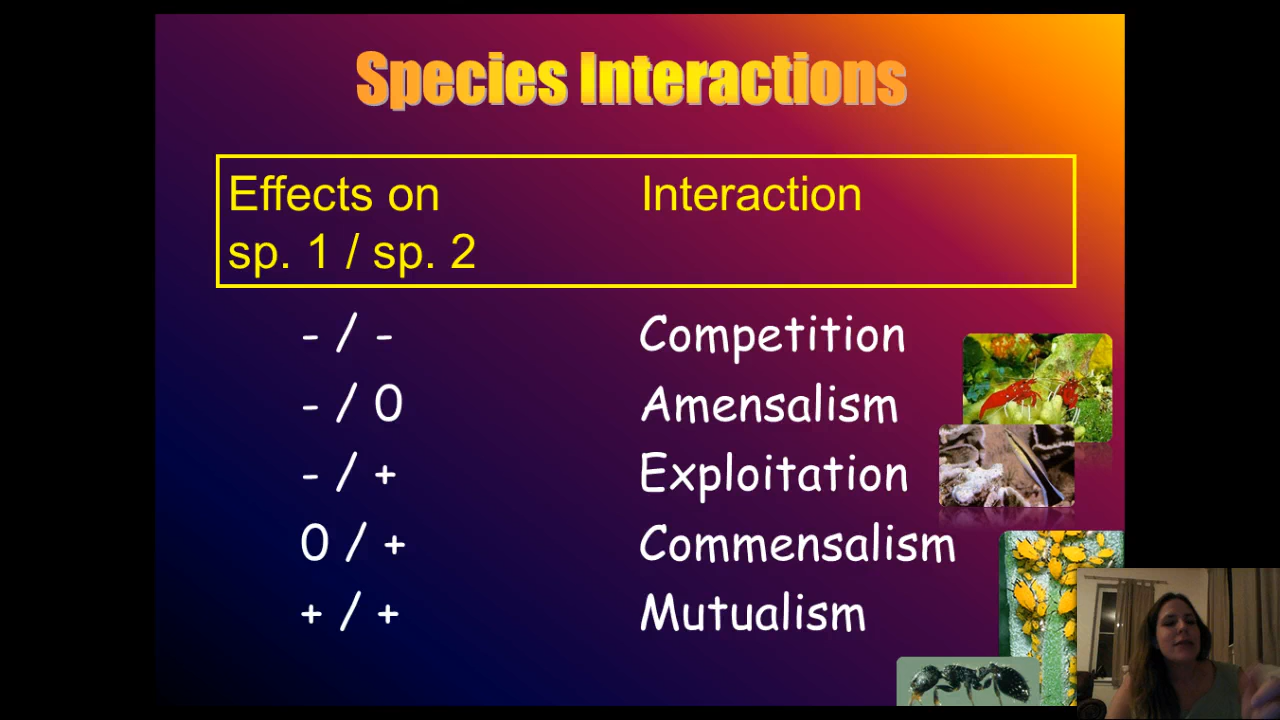 Species Interactions
Effects on Interaction
sp. 1 / sp. 2
- / - Competition
- / 0 Amensalism
- / + Exploitation
0 / + Commensalism
+ / + Mutualism